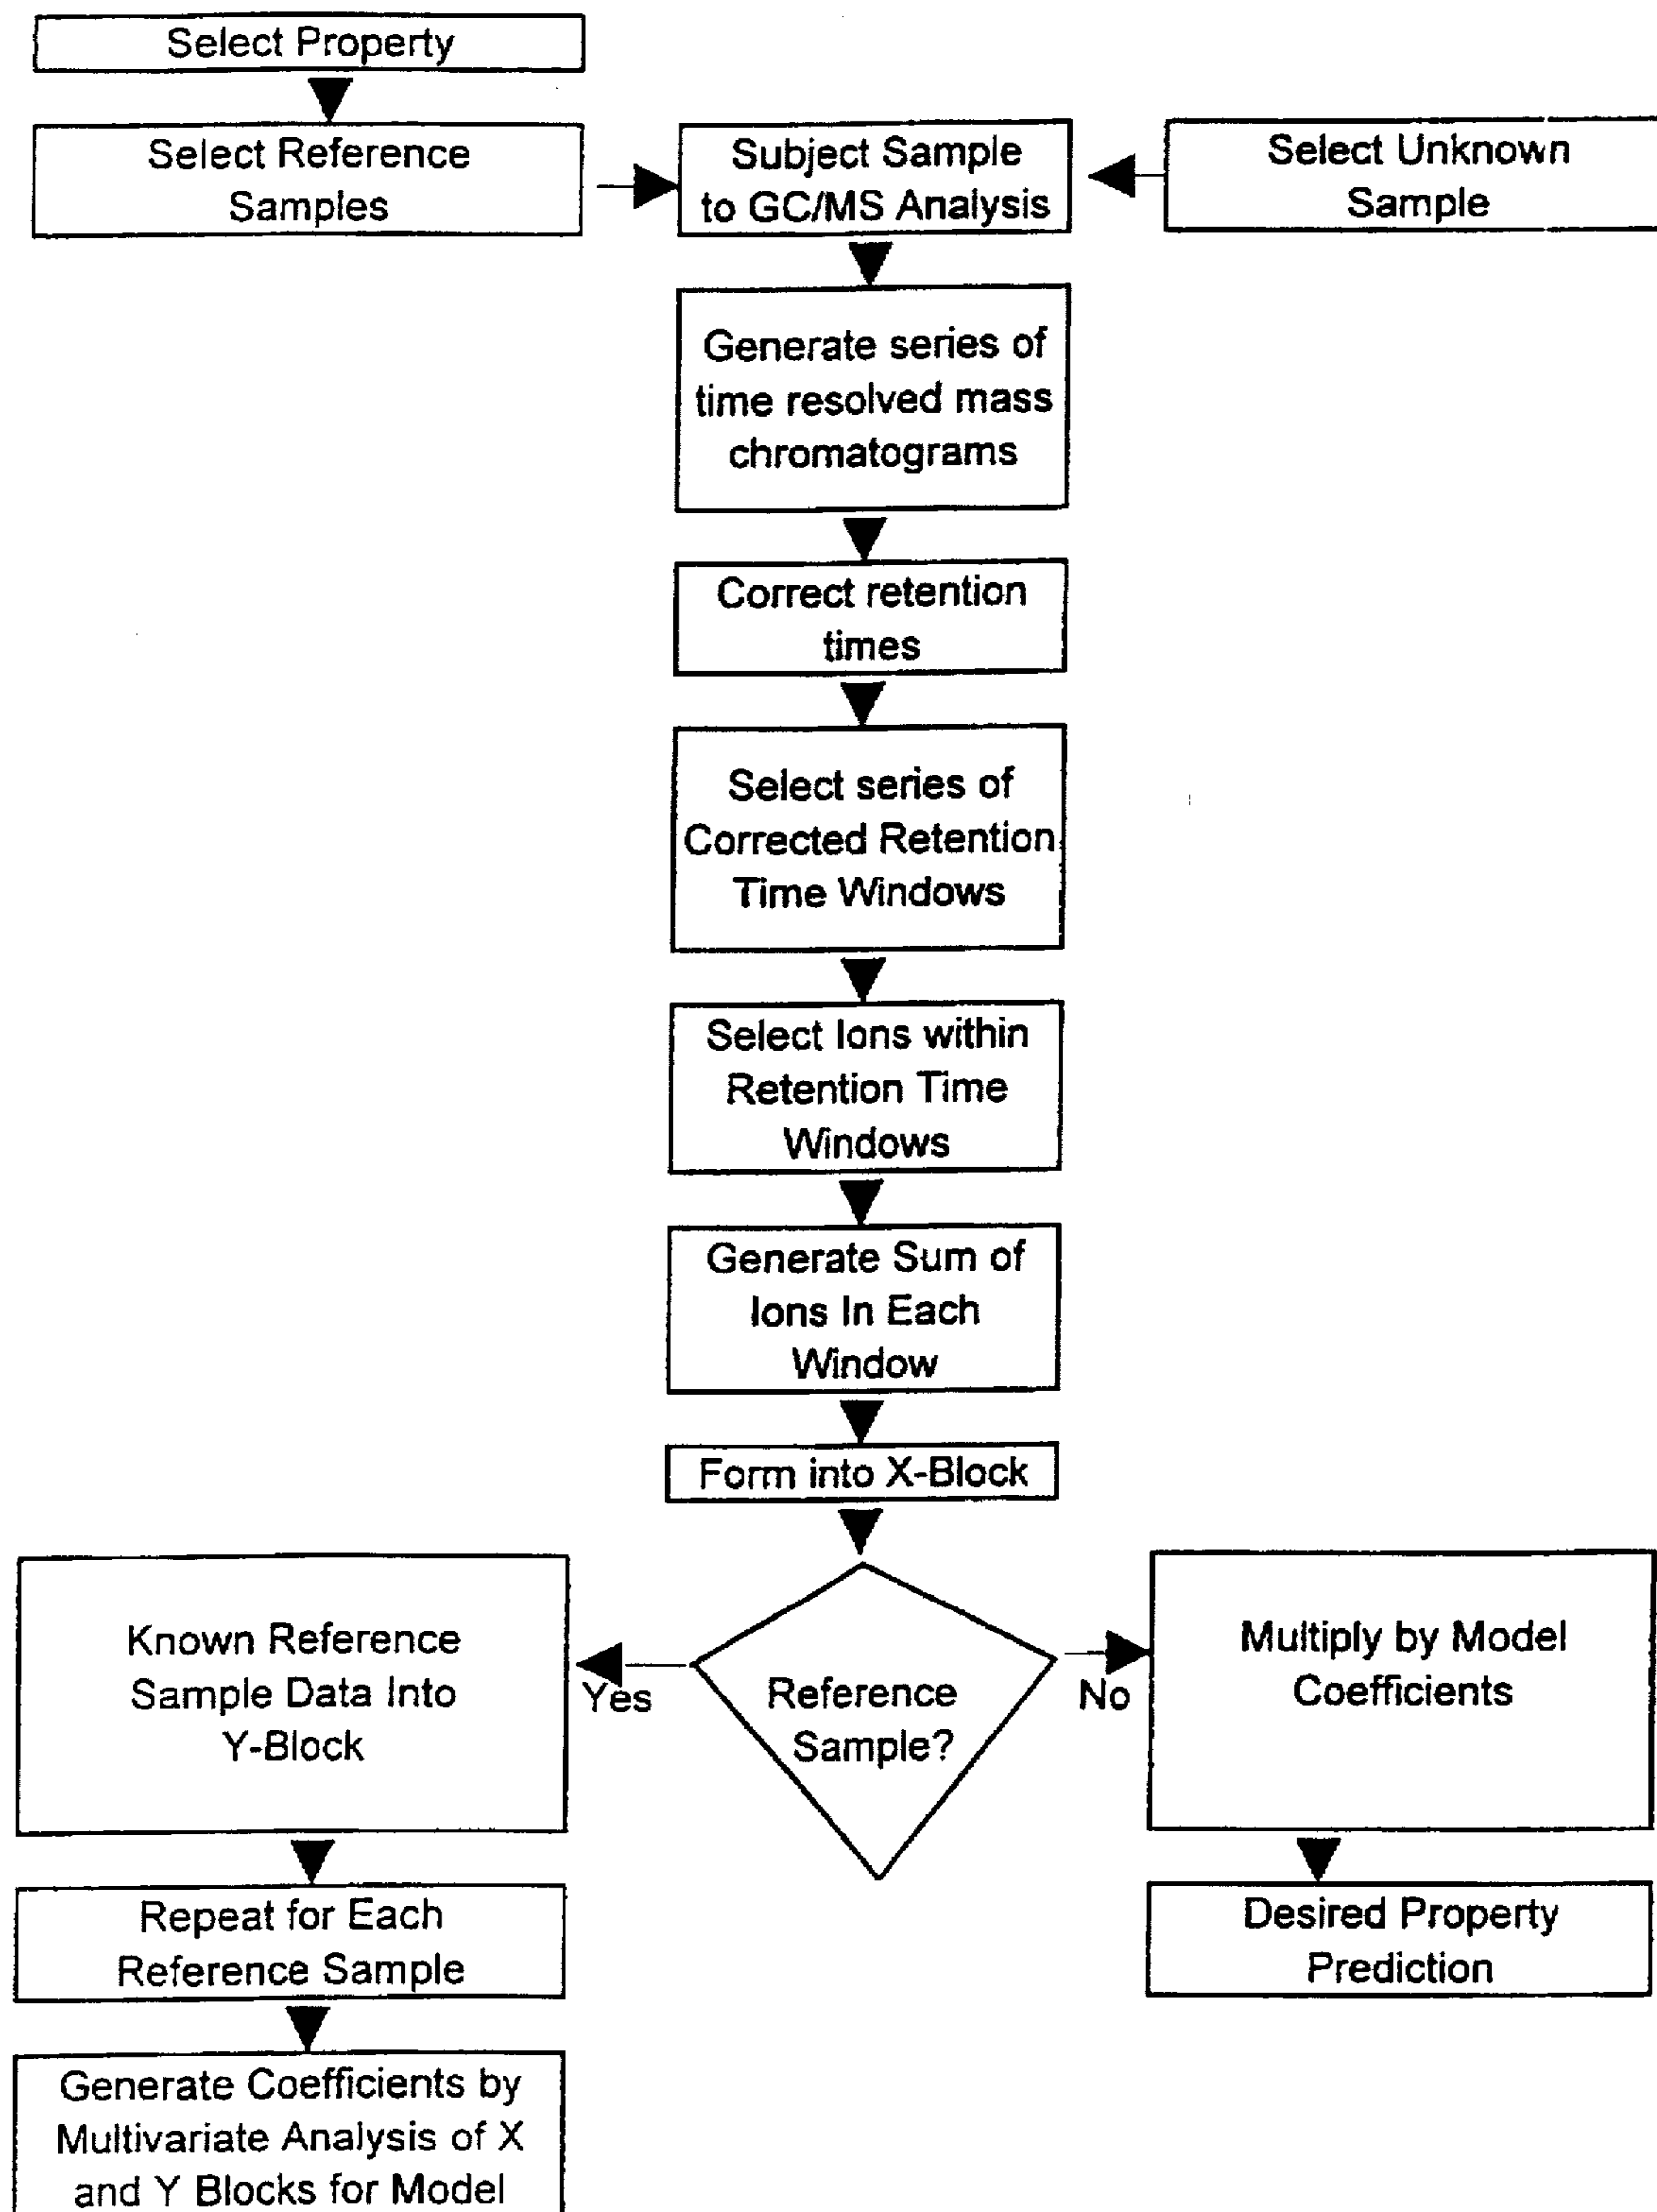 Select Property
Select Reference
Samples
Subject Sample
to GC/MS Analysis
Select Unknown
Sample
Generate series of
time resolved mass
chromatograms
Correct retention
times
Select series of
Corrected Retention
Time Windows
Select Ions within
Retention Time
Windows
Generate Sum of
Ions In Each
Window
Form into X-Block
Reference
Sample?
Yes
No
Known Reference
Sample Data Into
Y-Block
Repeat for Each
Reference Sample
Generate Coefficients by
Multivariate Analysis of X
and Y Blocks for Model
Multiply by Model
Coefficients
Desired Property
Prediction